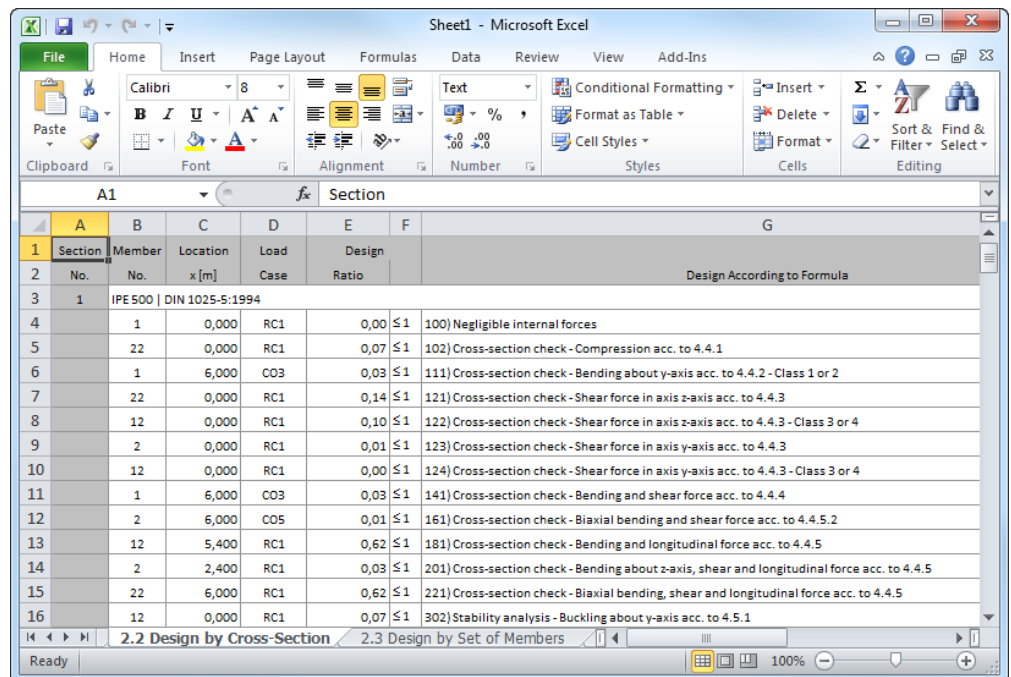 Sheet1 - Microsoft Excel
File Home Insert Page Layout Formulas Data Review View Add-Ins
Paste
Calibri 8
B I U A A
A
Text
% ,
Conditional Formatting
Format as Table
Cell Styles
Insert
Delete
Format
Σ
Sort & Filter
Find & Select
Clipboard Font Alignment Number Styles Cells Editing
A1 fx Section
A B C D E F G
1 Section Member Location Load Design
2 No. No. x [m] Case Ratio Design According to Formula
3 1 IPE 500 | DIN 1025-5:1994
4 1 0,000 RC1 0,00 ≤ 1 100) Negligible internal forces
5 22 0,000 RC1 0,07 ≤ 1 102) Cross-section check - Compression acc. to 4.4.1
6 1 6,000 CO3 0,03 ≤ 1 111) Cross-section check - Bending about y-axis acc. to 4.4.2 - Class 1 or 2
7 22 0,000 RC1 0,14 ≤ 1 121) Cross-section check - Shear force in axis z-axis acc. to 4.4.3
8 12 0,000 RC1 0,10 ≤ 1 122) Cross-section check - Shear force in axis z-axis acc. to 4.4.3 - Class 3 or 4
9 2 0,000 RC1 0,01 ≤ 1 123) Cross-section check - Shear force in axis y-axis acc. to 4.4.3
10 12 0,000 RC1 0,00 ≤ 1 124) Cross-section check - Shear force in axis y-axis acc. to 4.4.3 - Class 3 or 4
11 1 6,000 CO3 0,03 ≤ 1 141) Cross-section check - Bending and shear force acc. to 4.4.4
12 2 6,000 CO5 0,01 ≤ 1 161) Cross-section check - Biaxial bending and shear force acc. to 4.4.5.2
13 12 5,400 RC1 0,62 ≤ 1 181) Cross-section check - Bending and longitudinal force acc. to 4.4.5
14 2 2,400 RC1 0,03 ≤ 1 201) Cross-section check - Bending about z-axis, shear and longitudinal force acc. to 4.4.5
15 22 6,000 RC1 0,62 ≤ 1 221) Cross-section check - Biaxial bending, shear and longitudinal force acc. to 4.4.5
16 12 0,000 RC1 0,07 ≤ 1 302) Stability analysis - Buckling about y-axis acc. to 4.5.1
2.2 Design by Cross-Section 2.3 Design by Set of Members
Ready 100%